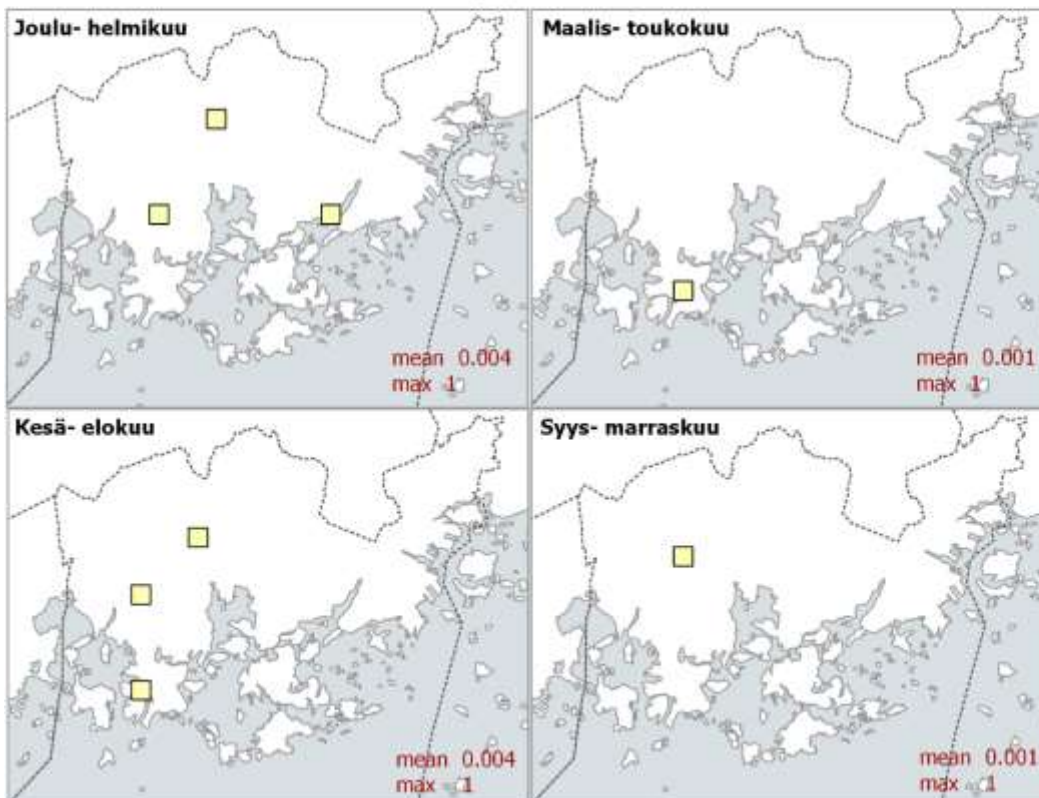 Joulu- helmikuu
mean 0.004
max 1
Maalis- toukokuu
mean 0.001
max 1
Kesä- elokuu
mean 0.004
max 1
Syys- marraskuu
mean 0.001
max 1